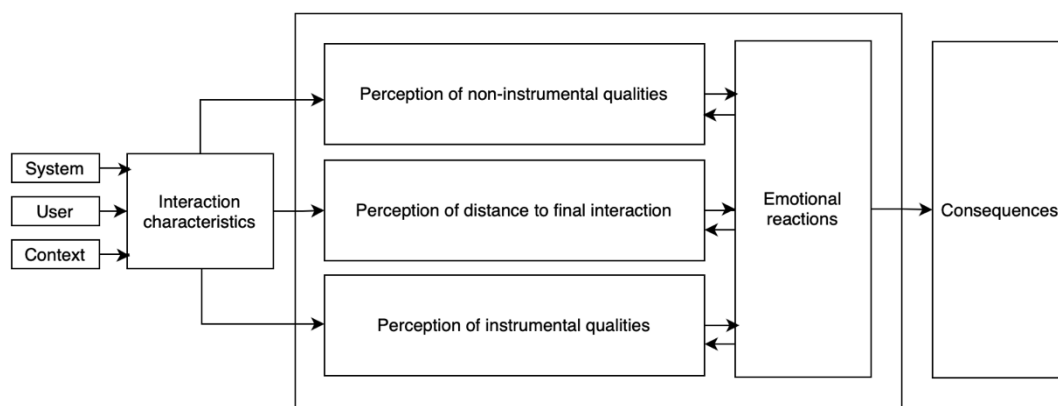 System
User
Context
Interaction
characteristics
Perception of non-instrumental qualities
Perception of distance to final interaction
Perception of instrumental qualities
Emotional
reactions
Consequences